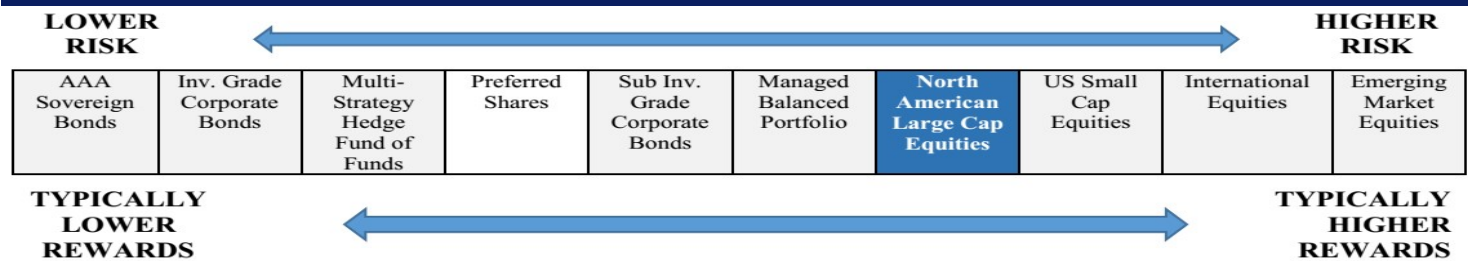 LOWER
RISK
HIGHER
RISK
AAA
Sovereign
Bonds
Inv. Grade
Corporate
Bonds
Multi-
Strategy
Hedge
Fund of
Funds
Preferred
Shares
Sub Inv.
Grade
Corporate
Bonds
Managed
Balanced
Portfolio
North
American
Large Cap
Equities
US Small
Cap
Equities
International
Equities
Emerging
Market
Equities
TYPICALLY
LOWER
REWARDS
TYPICALLY
HIGHER
REWARDS